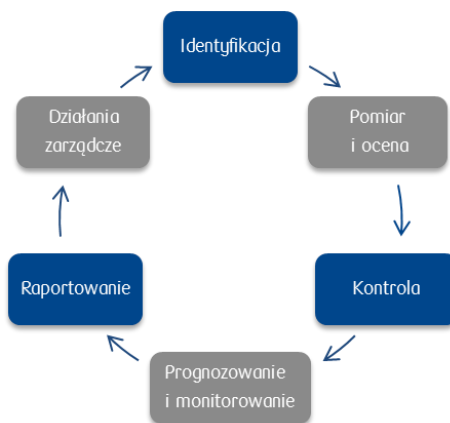 Identyfikacja
Pomiar
i ocena
Kontrola
Prognozowanie
i monitorowanie
Raportowanie
Działania
zarządcze